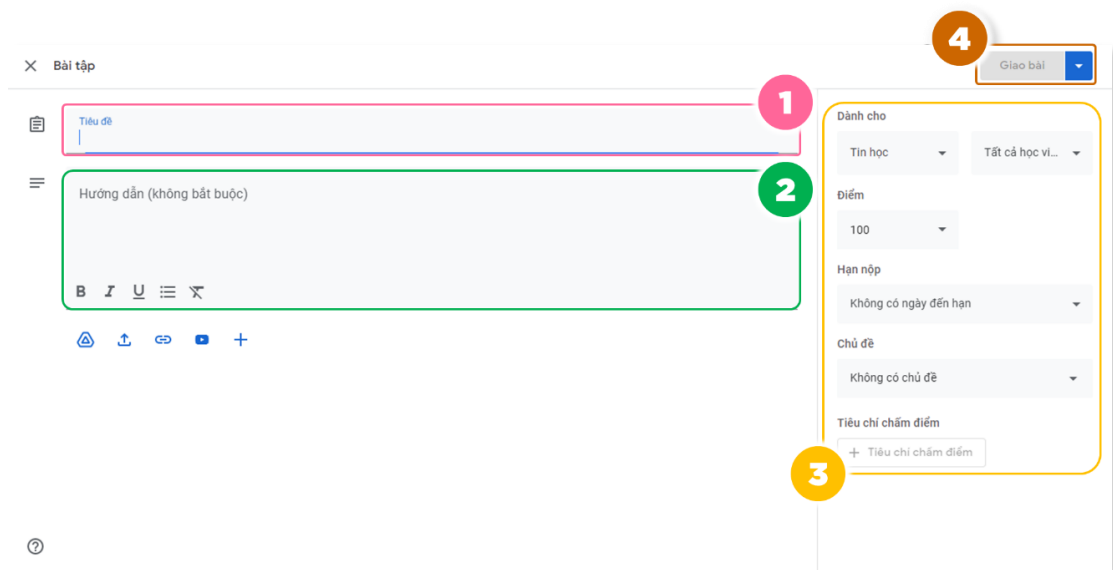 4
Bài tập
Giao bài
1
Tiêu đề
Dành cho
Tin học
Tất cả học vi...
2
Hướng dẫn (không bắt buộc)
Điểm
100
Hạn nộp
B I U
Không có ngày đến hạn
Chủ đề
Không có chủ đề
Tiêu chí chấm điểm
+ Tiêu chí chấm điểm
3